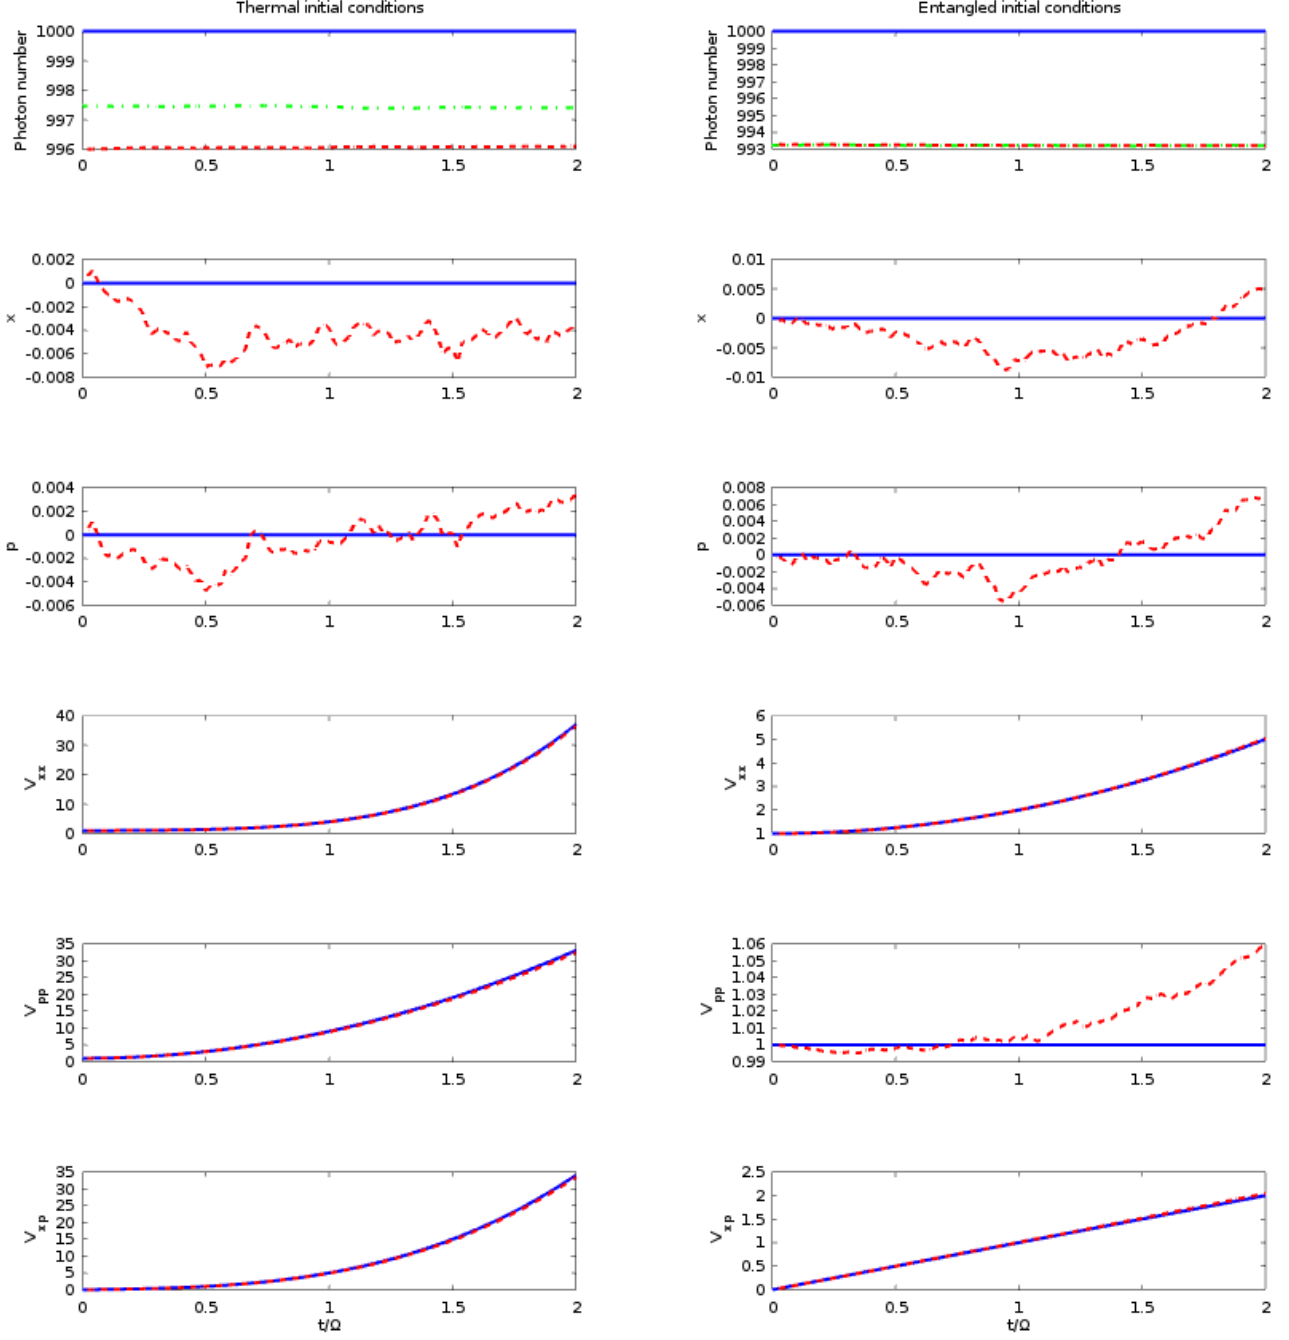 Thermal initial conditions
Photon number
1000
999
998
997
996
0 0.5 1 1.5 2
x
0.002
0
-0.002
-0.004
-0.006
-0.008
0 0.5 1 1.5 2
p
0.004
0.002
0
-0.002
-0.004
-0.006
0 0.5 1 1.5 2
Vxx
40
30
20
10
0
0 0.5 1 1.5 2
Vpp
35
30
25
20
15
10
5
0
0 0.5 1 1.5 2
Vxp
35
30
25
20
15
10
5
0
0 0.5 1 1.5 2
t/Ω
Entangled initial conditions
Photon number
1000
999
998
997
996
995
994
993
0 0.5 1 1.5 2
x
0.01
0.005
0
-0.005
-0.01
0 0.5 1 1.5 2
p
0.008
0.006
0.004
0.002
0
-0.002
-0.004
-0.006
0 0.5 1 1.5 2
Vxx
6
5
4
3
2
1
0 0.5 1 1.5 2
Vpp
1.06
1.05
1.04
1.03
1.02
1.01
1
0.99
0 0.5 1 1.5 2
Vxp
2.5
2
1.5
1
0.5
0
0 0.5 1 1.5 2
t/Ω